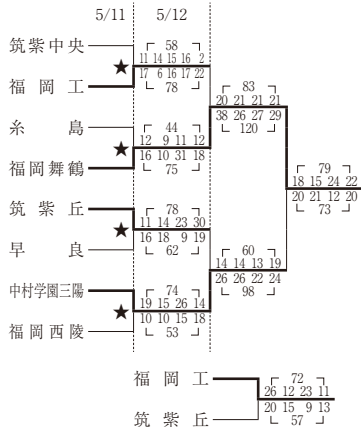 5/11 5/12
筑紫中央
58
11 14 15 16 2
★
17 6 16 17 22
福岡工
78
83
20 21 21 21
38 26 27 29
120
糸島
44
12 9 11 12
★
16 10 31 18
福岡舞鶴
75
79
18 15 24 22
20 21 12 20
73
筑紫丘
78
11 14 23 30
★
16 18 9 19
早良
62
60
14 14 13 19
26 26 22 24
98
中村学園三陽
74
19 15 26 14
★
10 10 15 18
福岡西陵
53
福岡工
72
26 12 23 11
20 15 9 13
筑紫丘
57